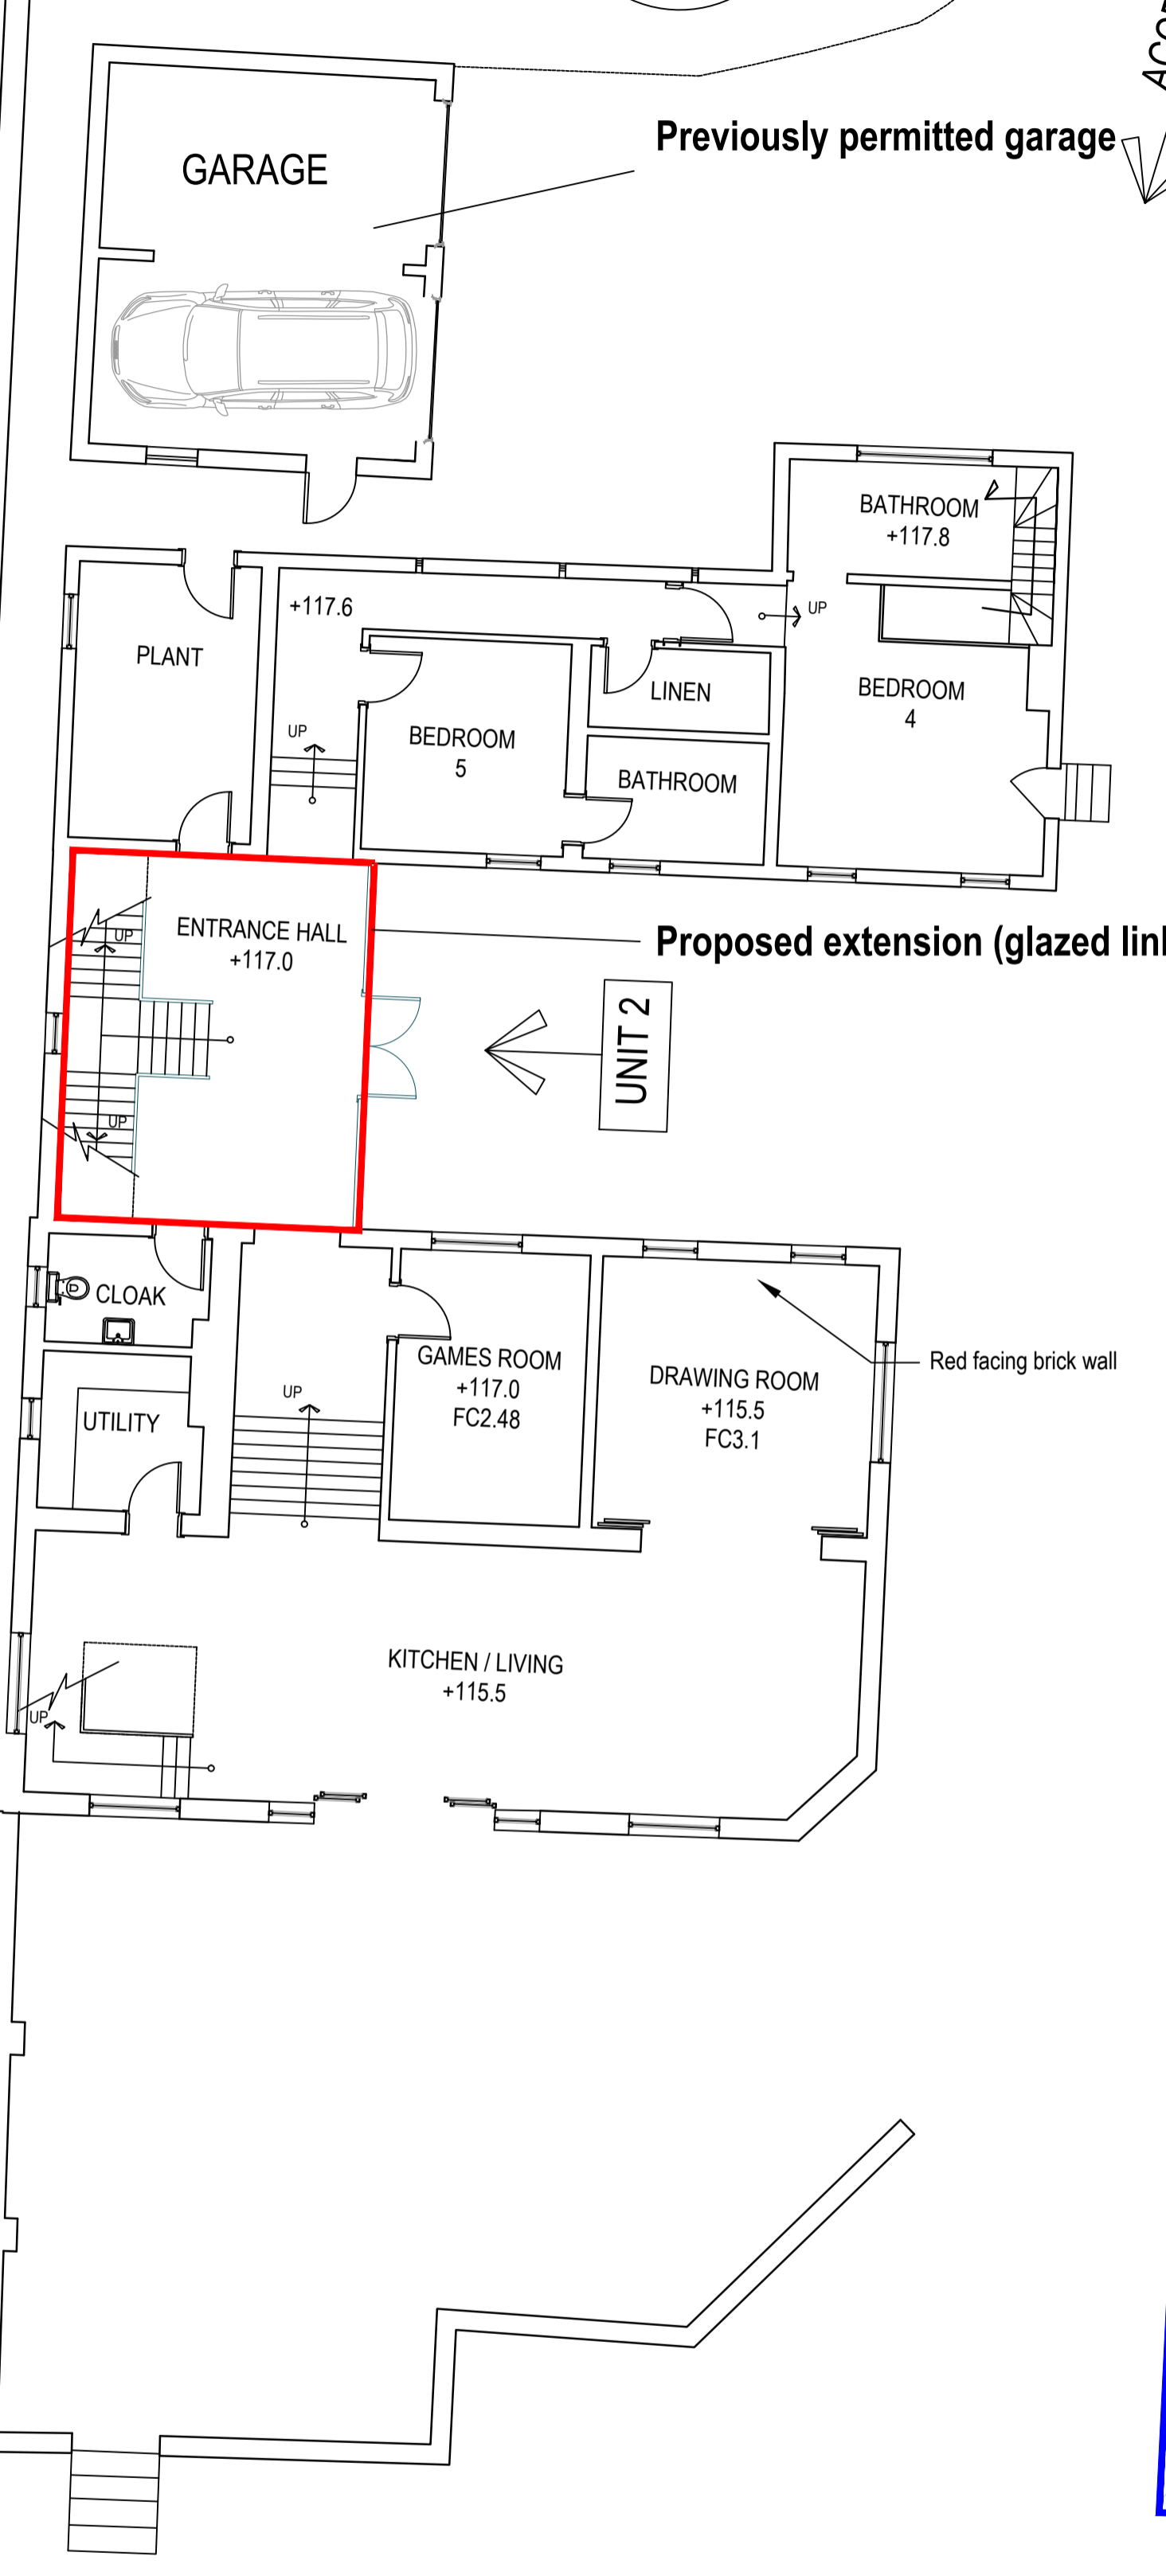 Previously permitted garage
GARAGE
BATHROOM
+117.8
+117.6
UP
PLANT
LINEN
BEDROOM
4
UP
BEDROOM
5
BATHROOM
ENTRANCE HALL
+117.0
UP
Proposed extension (glazed lin
UNIT 2
UP
CLOAK
GAMES ROOM
+117.0
FC2.48
DRAWING ROOM
+115.5
FC3.1
Red facing brick wall
UP
UTILITY
KITCHEN / LIVING
+115.5
UP